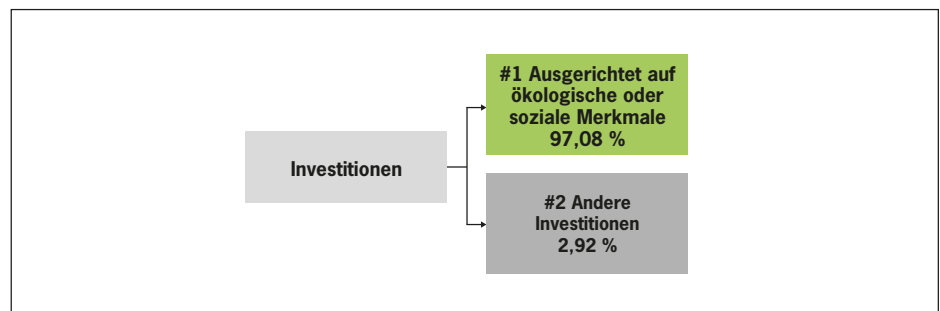 #1 Ausgerichtet auf
ökologische oder
soziale Merkmale
97,08 %
Investitionen
#2 Andere
Investitionen
2,92 %